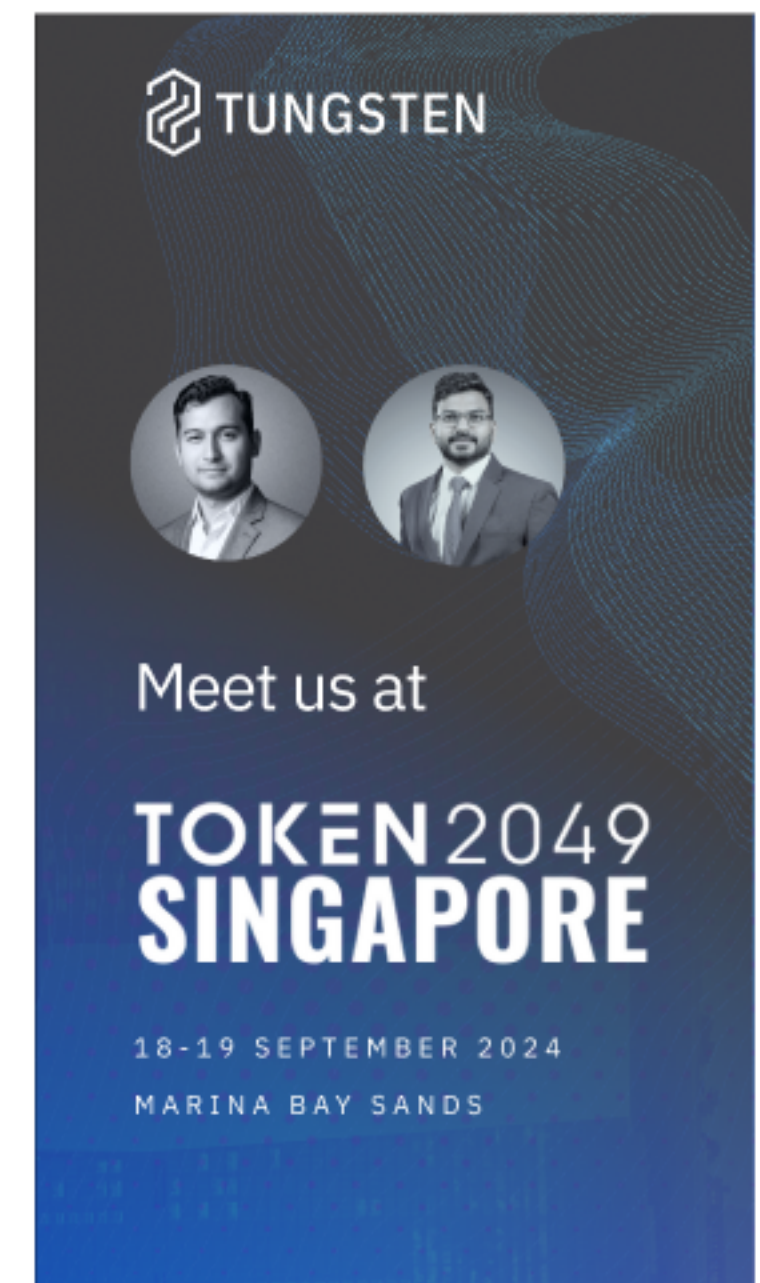 TUNGSTEN
Meet us at
TOKEN2049
SINGAPORE
18-19 SEPTEMBER 2024
MARINA BAY SANDS